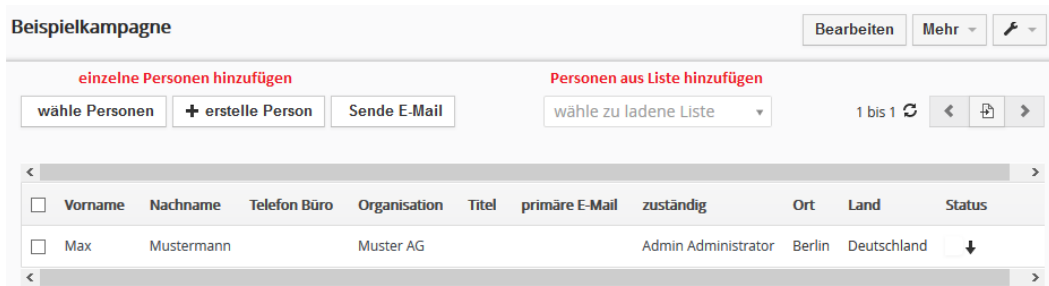 Beispielkampagne Bearbeiten Mehr
einzelne Personen hinzufügen Personen aus Liste hinzufügen
wähle Personen + erstelle Person Sende E-Mail wähle zu ladene Liste 1 bis 1
Vorname Nachname Telefon Büro Organisation Titel primäre E-Mail zuständig Ort Land Status
Max Mustermann Muster AG Admin Administrator Berlin Deutschland